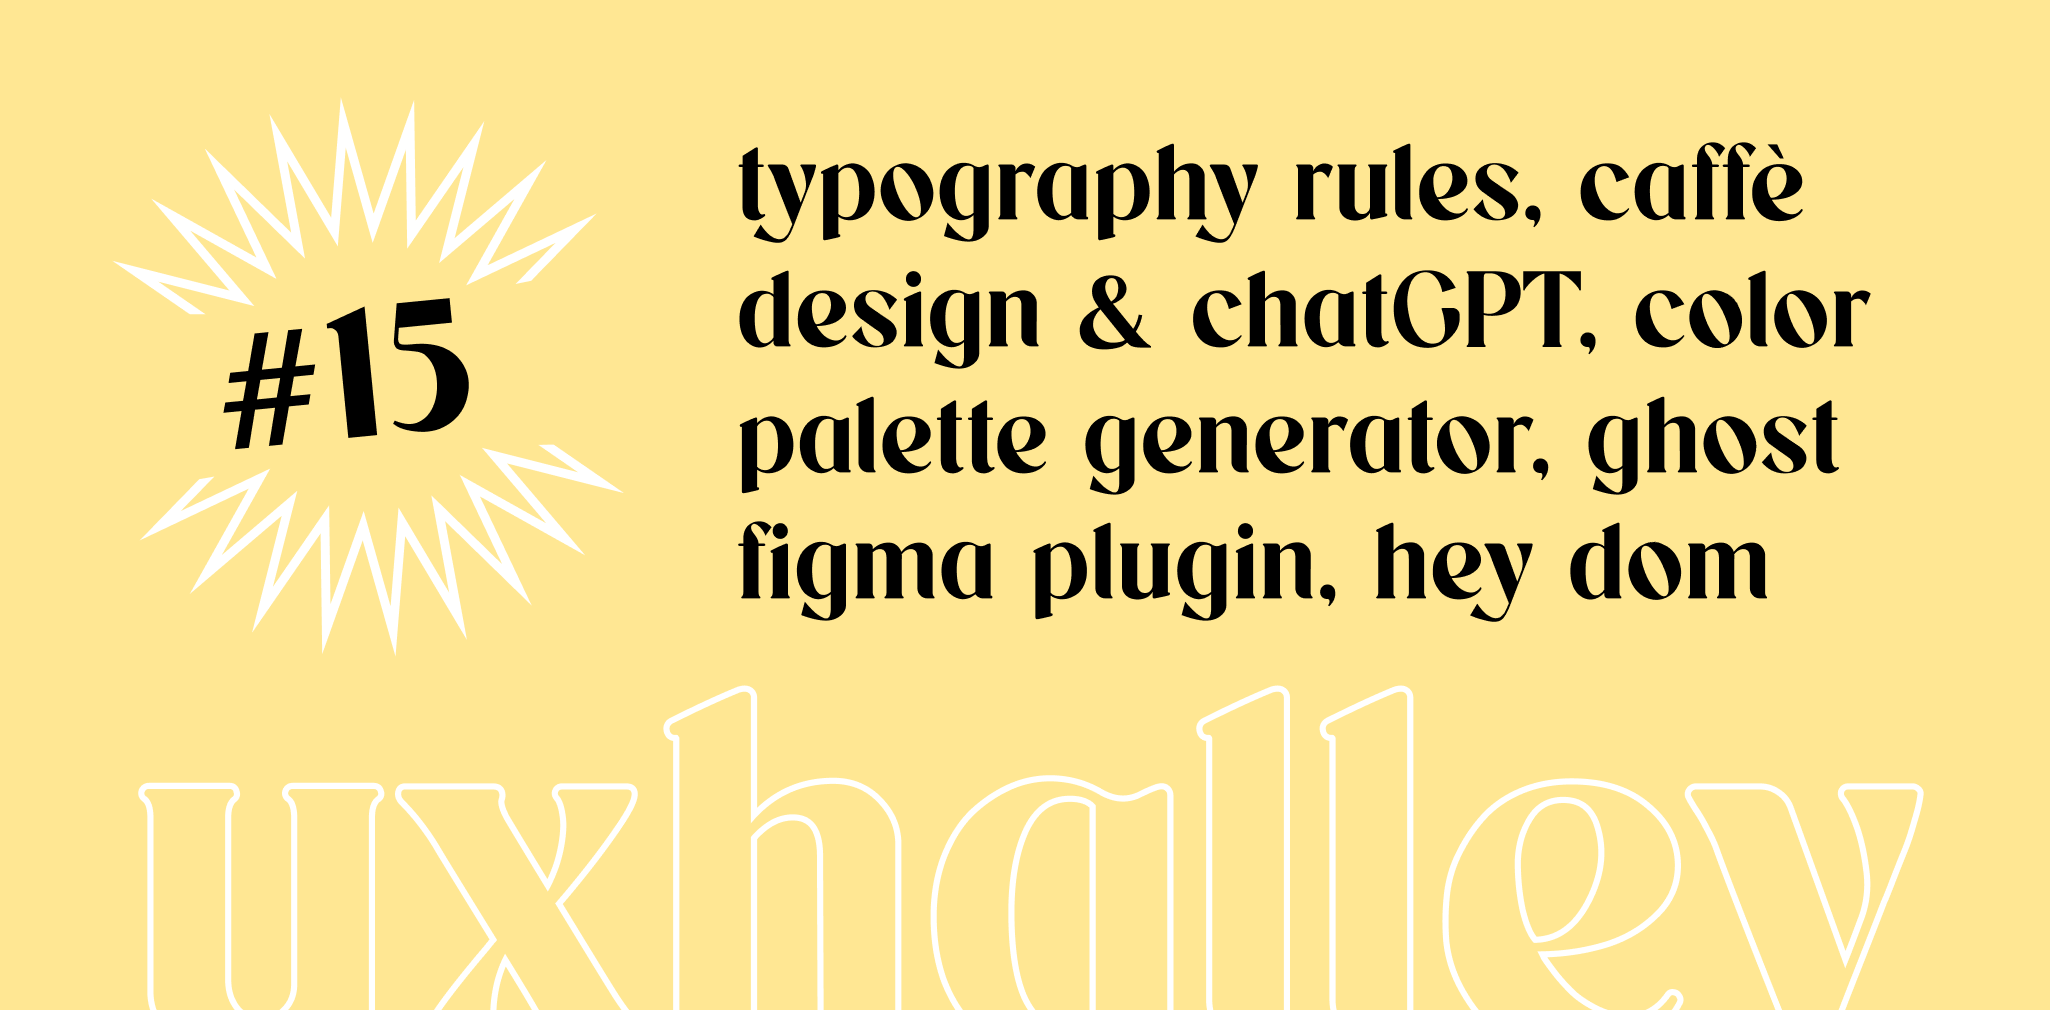 #15
typography rules, caffè
design & chatGPT, color
palette generator, ghost
figma plugin, hey dom
uxhalley